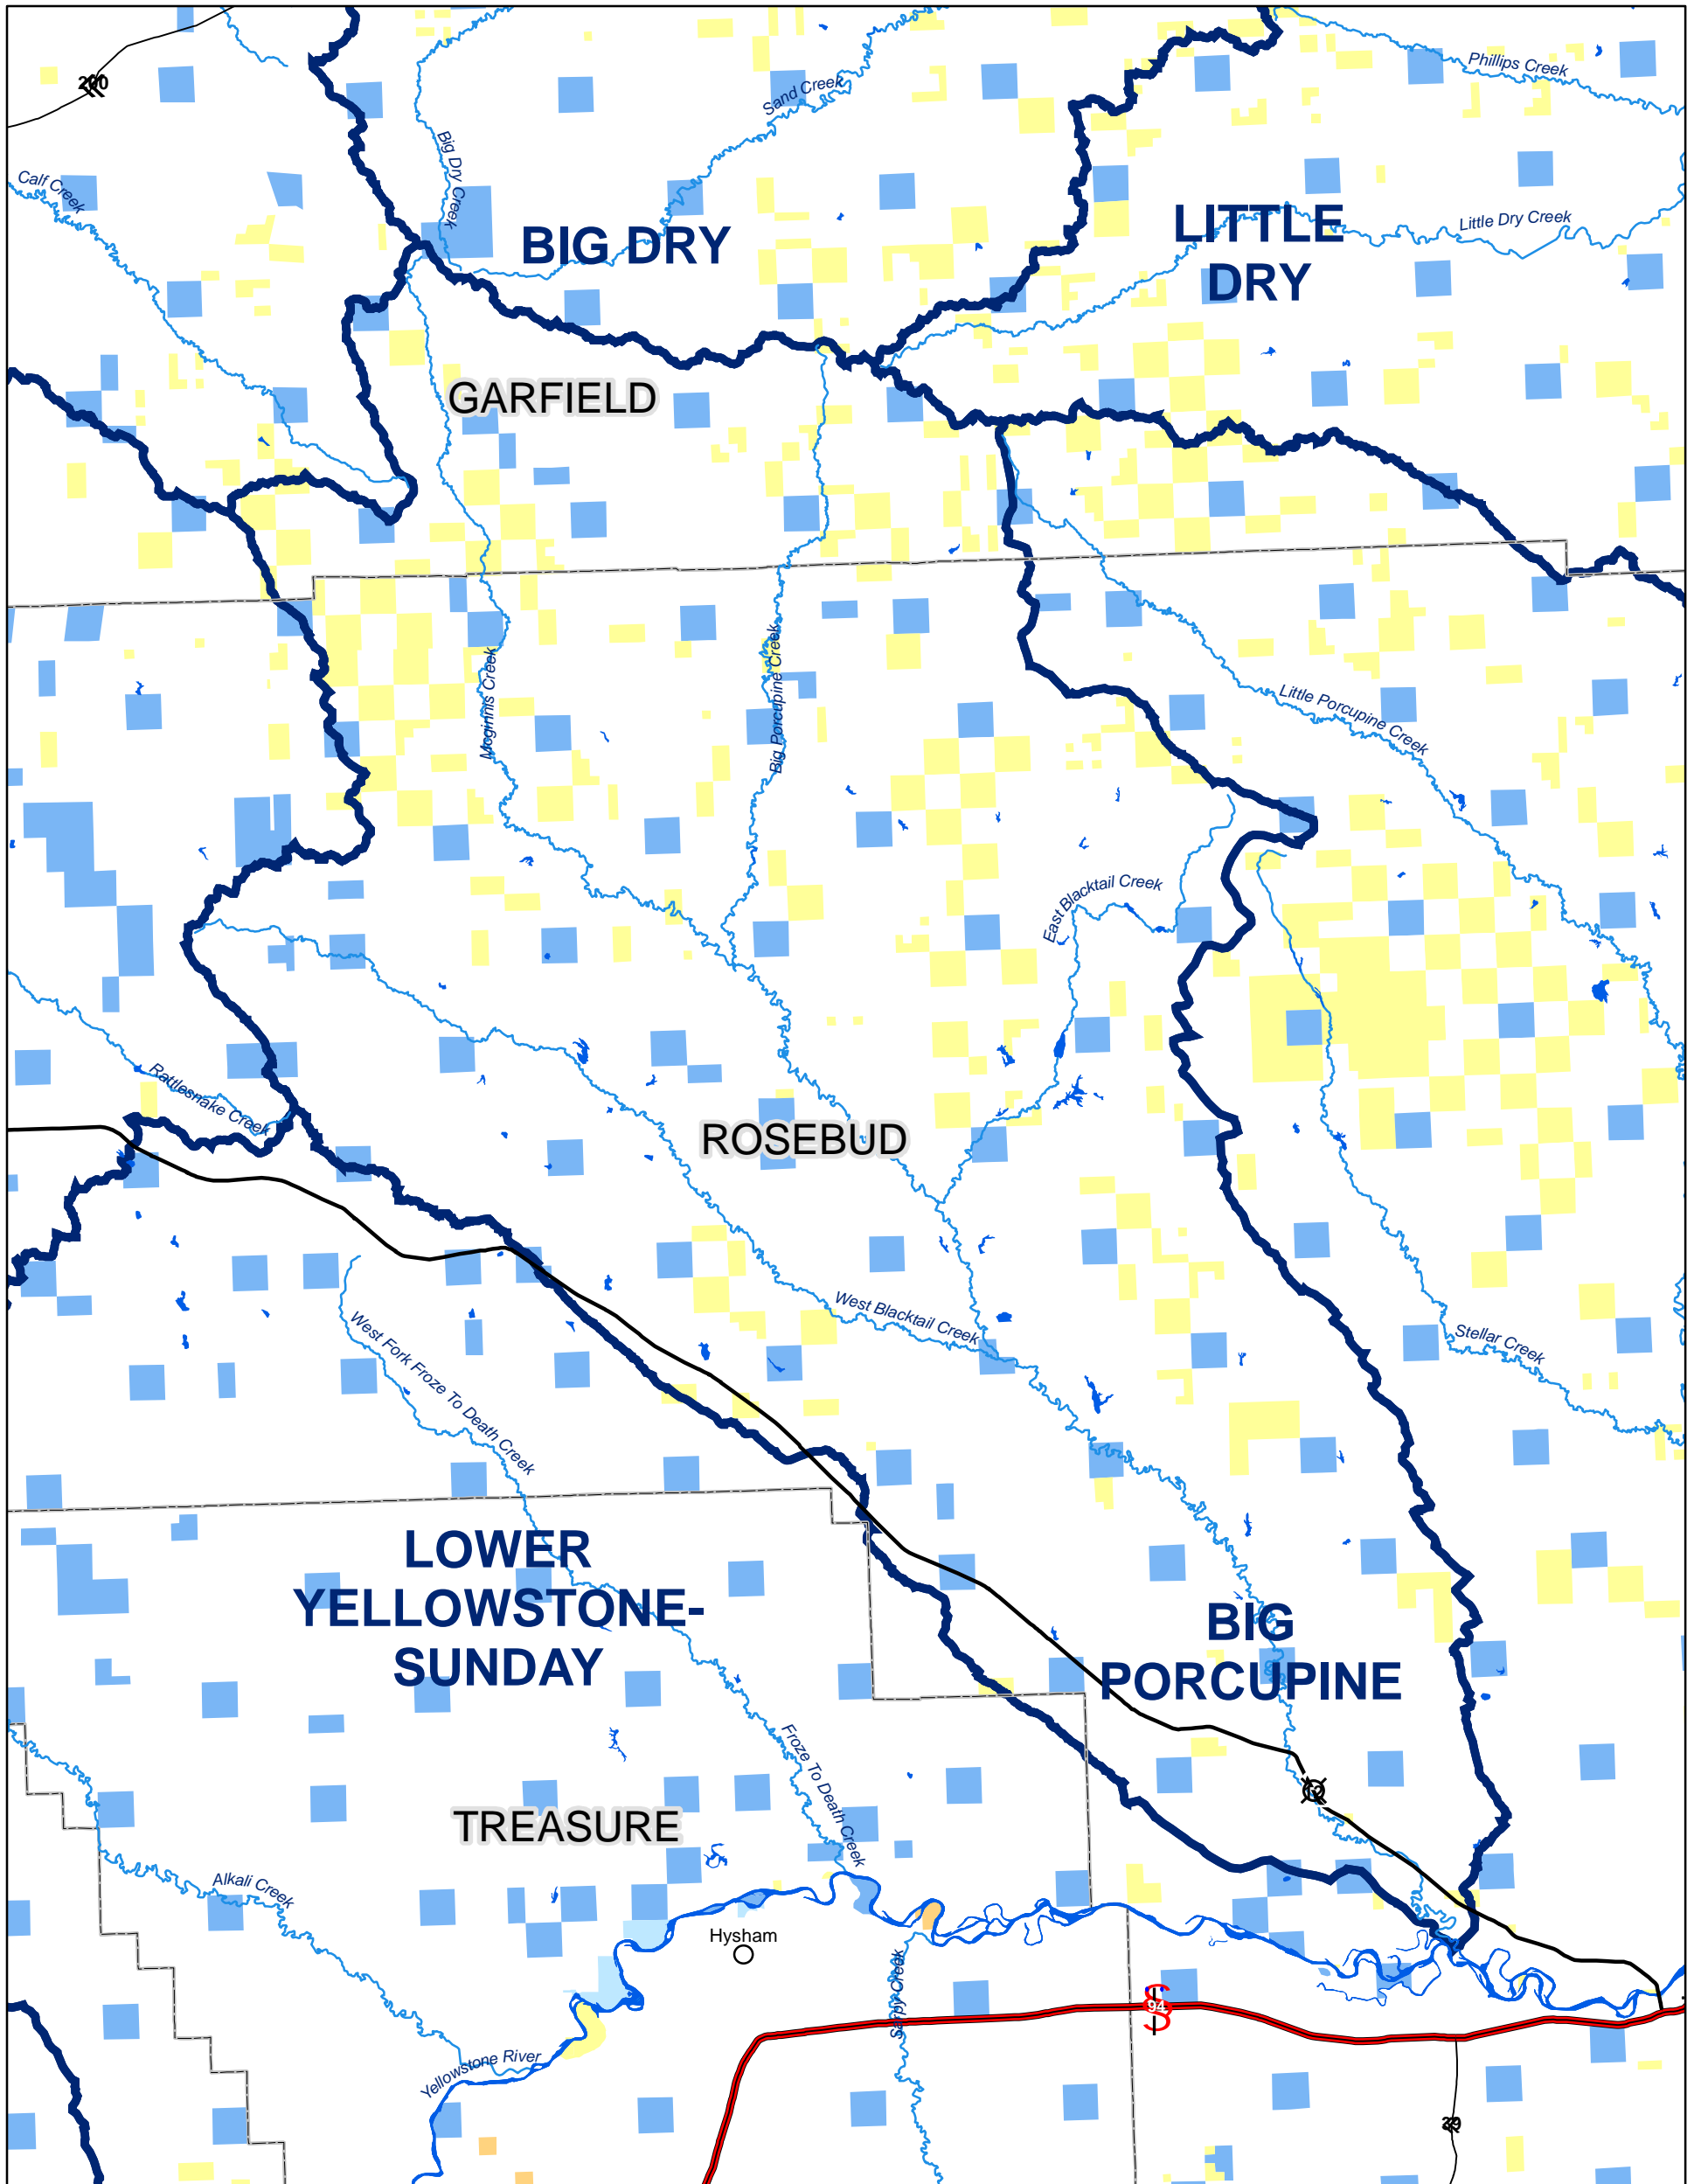 Phillips Creek
200
Sand Creek
Big Dry Creek
Calf Creek
BIG DRY
LITTLE
DRY
Little Dry Creek
GARFIELD
Mcginnis Creek
Big Porcupine Creek
Little Porcupine Creek
East Blacktail Creek
Rattlesnake Creek
ROSEBUD
West Blacktail Creek
West Fork Froze To Death Creek
Stellar Creek
LOWER
YELLOWSTONE-
SUNDAY
BIG
PORCUPINE
Froze To Death Creek
12
TREASURE
Alkali Creek
Hysham
Sarpy Creek
94
Yellowstone River
39